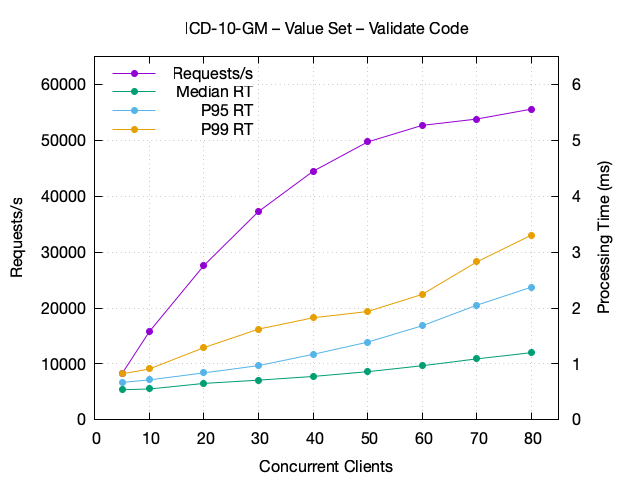 ICD-10-GM – Value Set – Validate Code
Requests/s
Median RT
P95 RT
P99 RT
60000
50000
40000
30000
20000
10000
0
6
5
4
3
2
1
0
0 10 20 30 40 50 60 70 80
Requests/s
Processing Time (ms)
Concurrent Clients